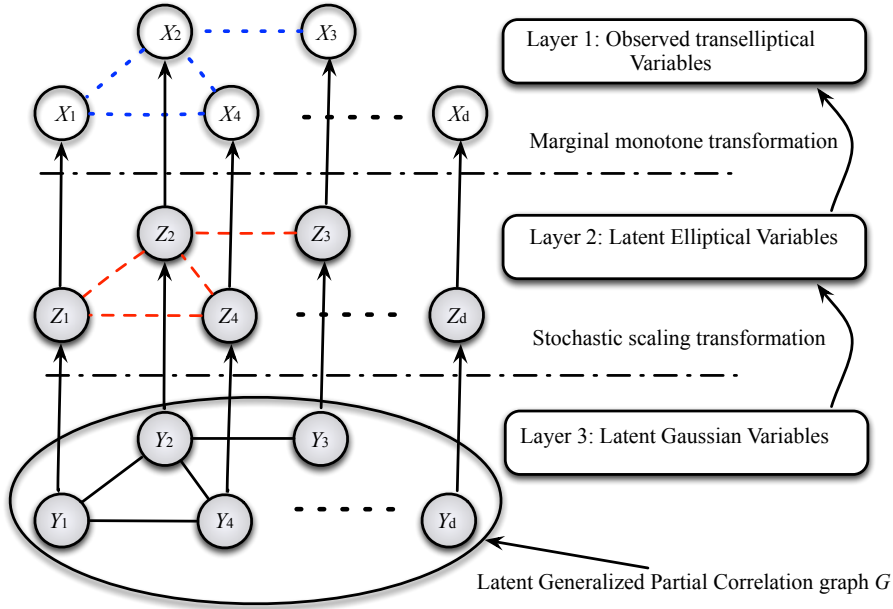 X2
X3
Layer 1: Observed transelliptical
Variables
X1
X4
Xd
Marginal monotone transformation
Z2
Z3
Layer 2: Latent Elliptical Variables
Z1
Z4
Zd
Stochastic scaling transformation
Y2
Y3
Layer 3: Latent Gaussian Variables
Y1
Y4
Yd
Latent Generalized Partial Correlation graph G